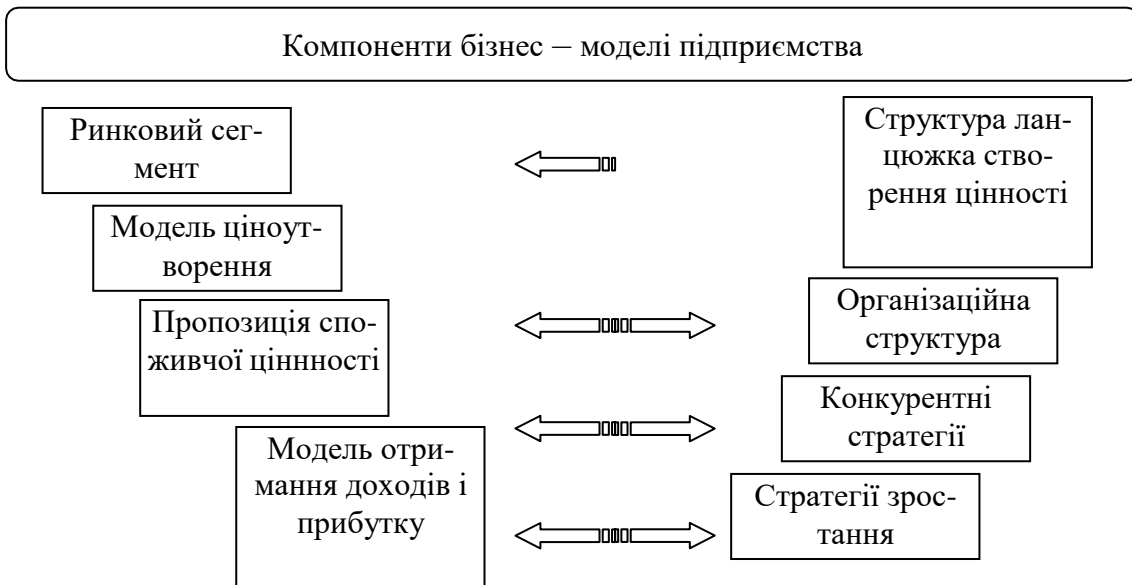 Компоненти бізнес – моделі підприємства
Ринковий сег-
мент
Модель ціноут-
ворення
Пропозиція спо-
живчої ціннності
Модель отри-
мання доходів і
прибутку
Структура лан-
цюжка ство-
рення цінності
Організаційна
структура
Конкурентні
стратегії
Стратегії зрос-
тання